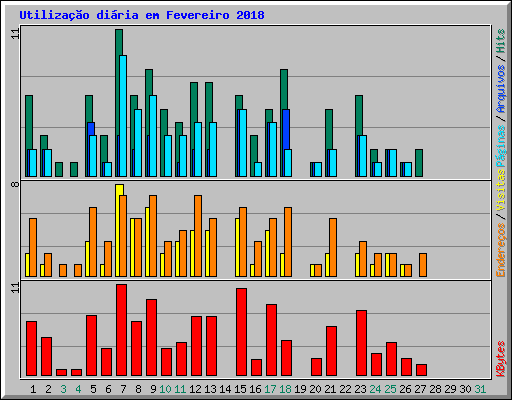 Utilização diária em Fevereiro 2018
11
Páginas / Arquivos / Hits
8
Endereços / Visitas
11
KBytes
1 2 3 4 5 6 7 8 9 10 11 12 13 14 15 16 17 18 19 20 21 22 23 24 25 26 27 28 29 30 31